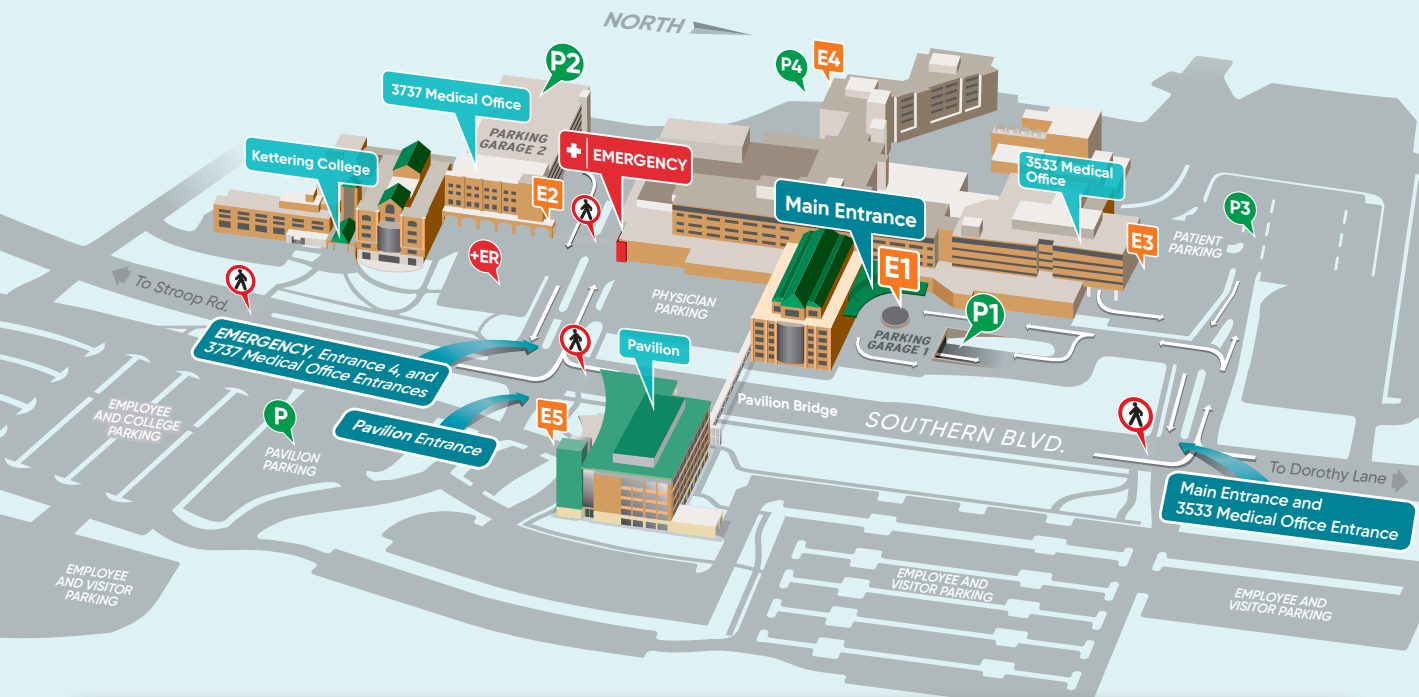 NORTH
P2
P4
E4
3737 Medical Office
PARKING
GARAGE 2
EMERGENCY
Kettering College
E2
3533 Medical
Office
Main Entrance
P3
E3
PATIENT
PARKING
+ER
E1
To Stroop Rd.
PHYSICIAN
PARKING
P1
PARKING
GARAGE 1
EMERGENCY, Entrance 4, and
3737 Medical Office Entrances
Pavilion
EMPLOYEE
AND COLLEGE
PARKING
P
Pavilion Entrance
E5
Pavilion Bridge
SOUTHERN BLVD.
PAVILION
PARKING
To Dorothy Lane
Main Entrance and
3533 Medical Office Entrance
EMPLOYEE
AND VISITOR
PARKING
EMPLOYEE AND
VISITOR PARKING
EMPLOYEE AND
VISITOR PARKING